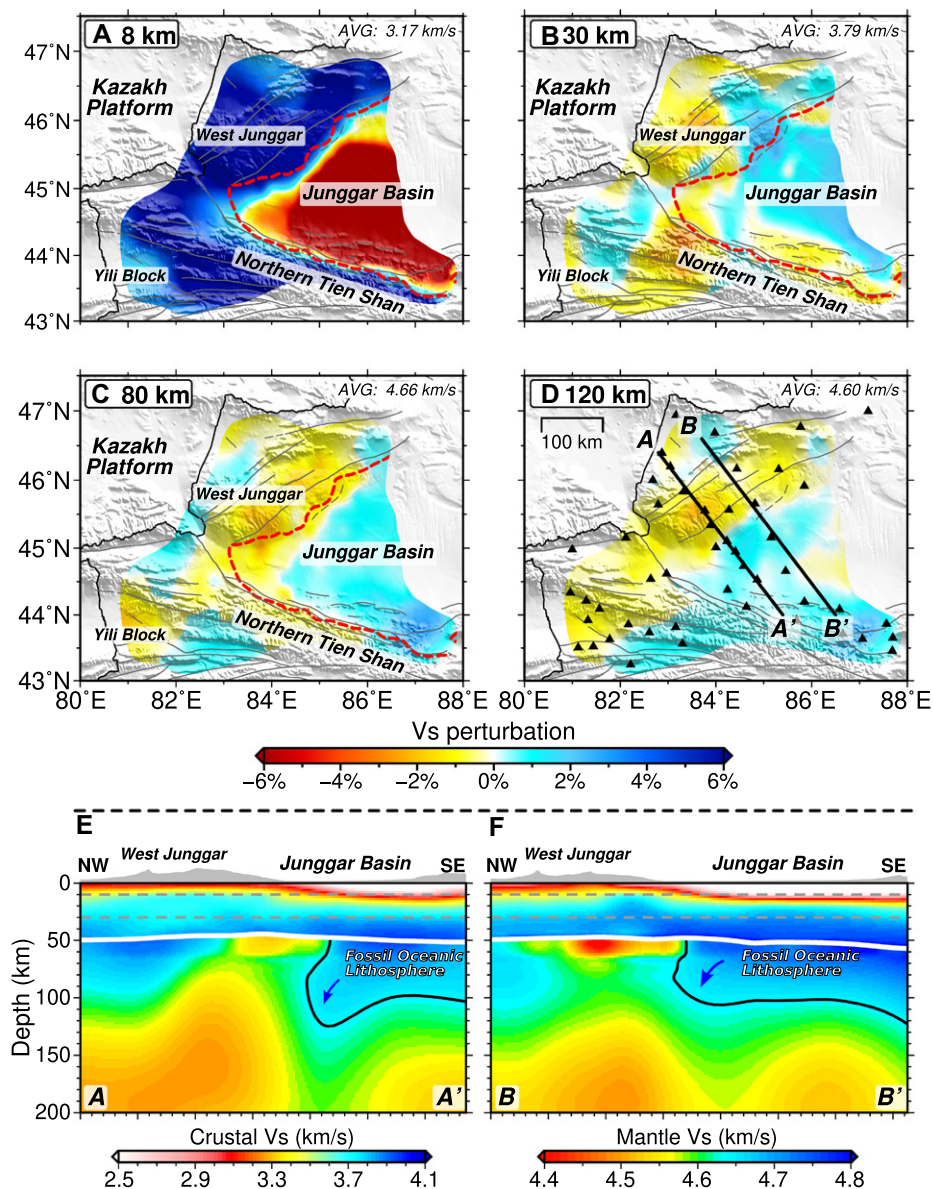 A 8 km
AVG: 3.17 km/s
B 30 km
AVG: 3.79 km/s
47°N
46°N
45°N
44°N
43°N
Kazakh
Platform
West Junggar
Junggar Basin
Yili Block
Northern Tien Shan
Kazakh
Platform
West Junggar
Junggar Basin
Yili Block
Northern Tien Shan
C 80 km
AVG: 4.66 km/s
D 120 km
AVG: 4.60 km/s
47°N
46°N
45°N
44°N
43°N
Kazakh
Platform
West Junggar
Junggar Basin
Yili Block
Northern Tien Shan
100 km
A
B
A'
B'
80°E
82°E
84°E
86°E
88°E
82°E
84°E
86°E
88°E
Vs perturbation
−6%
−4%
−2%
0%
2%
4%
6%
E
F
NW
West Junggar
Junggar Basin
SE
NW
West Junggar
Junggar Basin
SE
Depth (km)
0
50
100
150
200
Fossil Oceanic
Lithosphere
A
A'
Fossil Oceanic
Lithosphere
B
B'
Crustal Vs (km/s)
2.5
2.9
3.3
3.7
4.1
Mantle Vs (km/s)
4.4
4.5
4.6
4.7
4.8